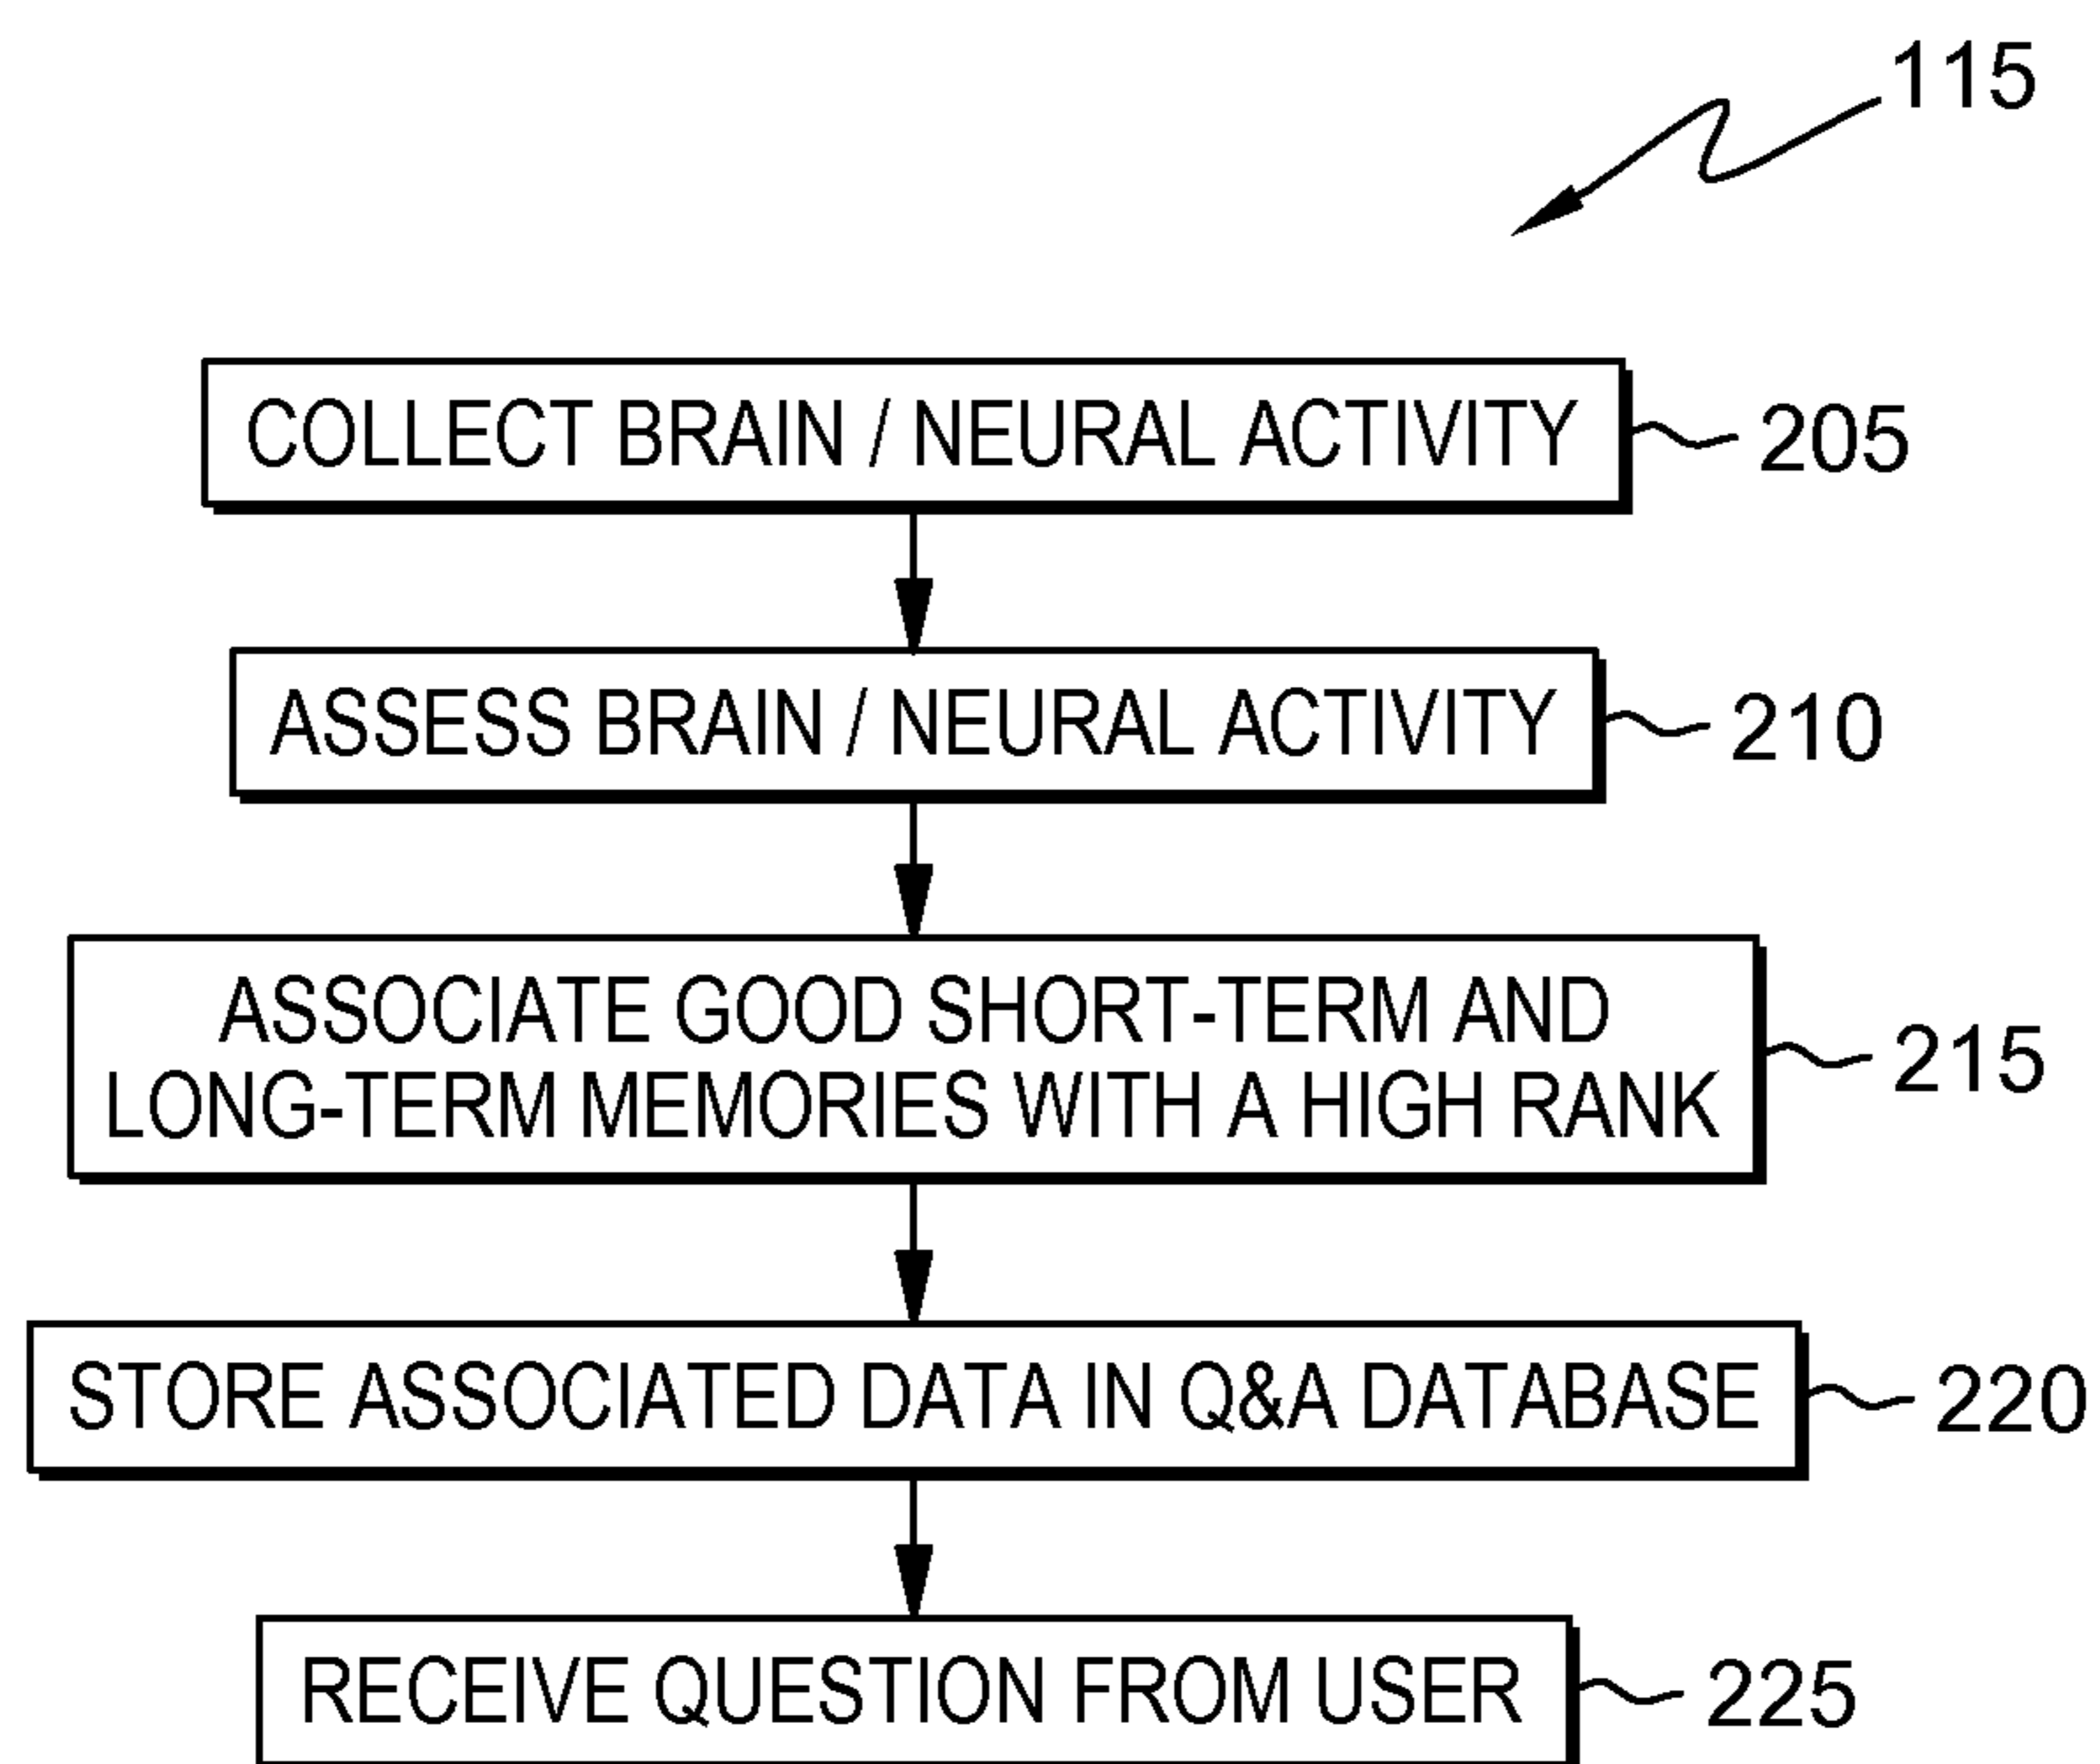 115
COLLECT BRAIN / NEURAL ACTIVITY
205
ASSESS BRAIN / NEURAL ACTIVITY
210
ASSOCIATE GOOD SHORT-TERM AND
LONG-TERM MEMORIES WITH A HIGH RANK
215
STORE ASSOCIATED DATA IN Q&A DATABASE
220
RECEIVE QUESTION FROM USER
225